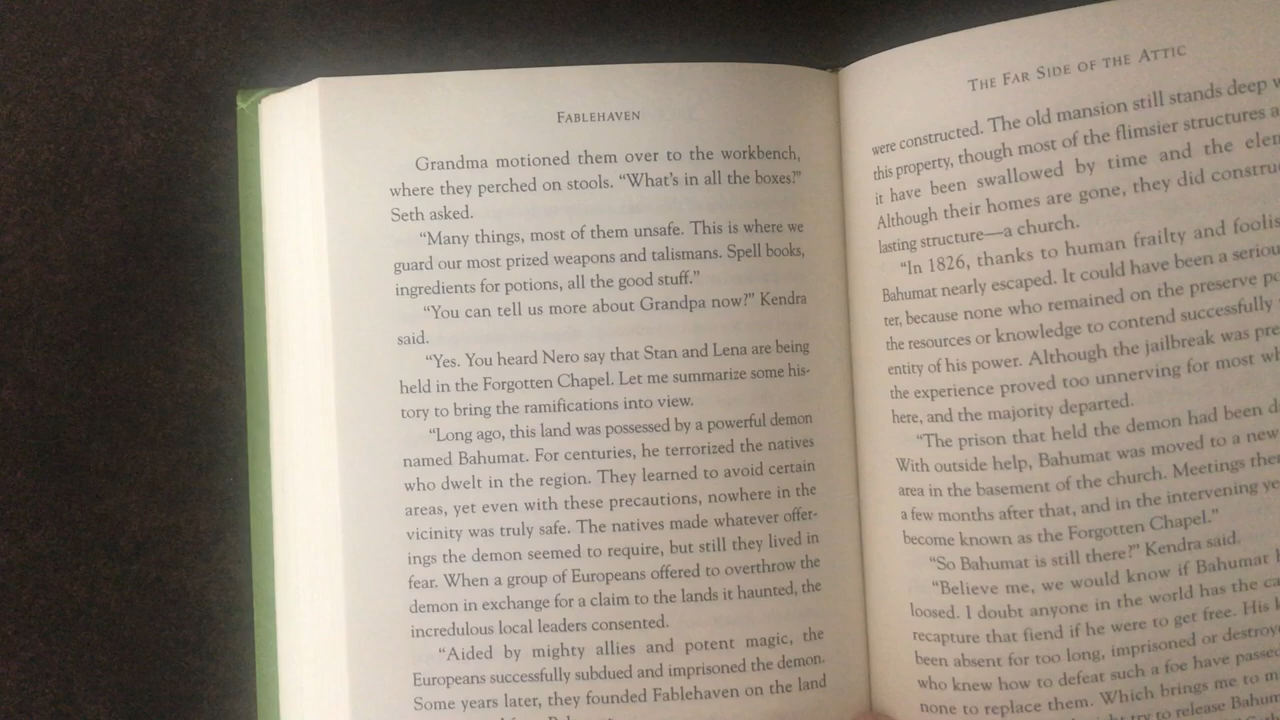 FABLEHAVEN
Grandma motioned them over to the workbench,
where they perched on stools. “What’s in all the boxes?”
Seth asked.
“Many things, most of them unsafe. This is where we
guard our most prized weapons and talismans. Spell books,
ingredients for potions, all the good stuff.”
“You can tell us more about Grandpa now?” Kendra
said.
“Yes. You heard Nero say that Stan and Lena are being
held in the Forgotten Chapel. Let me summarize some his-
tory to bring the ramifications into view.
“Long ago, this land was possessed by a powerful demon
named Bahumat. For centuries, he terrorized the natives
who dwelt in the region. They learned to avoid certain
areas, yet even with these precautions, nowhere in the
vicinity was truly safe. The natives made whatever offer-
ings the demon seemed to require, but still they lived in
fear. When a group of Europeans offered to overthrow the
demon in exchange for a claim to the lands it haunted, the
incredulous local leaders consented.
“Aided by mighty allies and potent magic, the
Europeans successfully subdued and imprisoned the demon.
Some years later, they founded Fablehaven on the land
THE FAR SIDE OF THE ATTIC
were constructed. The old mansion still stands deep
this property, though most of the flimsier structures
it have been swallowed by time and the
Although their homes are gone, they did
lasting structure—a church.
“In 1826, thanks to human frailty and
Bahumat nearly escaped. It could have been a
ter, because none who remained on the preserve
the resources or knowledge to contend successfully
entity of his power. Although the jailbreak was
the experience proved too unnerving for most
here, and the majority departed.
“The prison that held the demon had been
With outside help, Bahumat was moved to a new
area in the basement of the church. Meetings
a few months after that, and in the intervening
become known as the Forgotten Chapel.”
“So Bahumat is still there?” Kendra said.
“Believe me, we would know if Bahumat
loosed. I doubt anyone in the world has the
recapture that fiend if he were to get free. His
been absent for too long, imprisoned or
who knew how to defeat such a foe have
none to replace them. Which brings me to
try to release